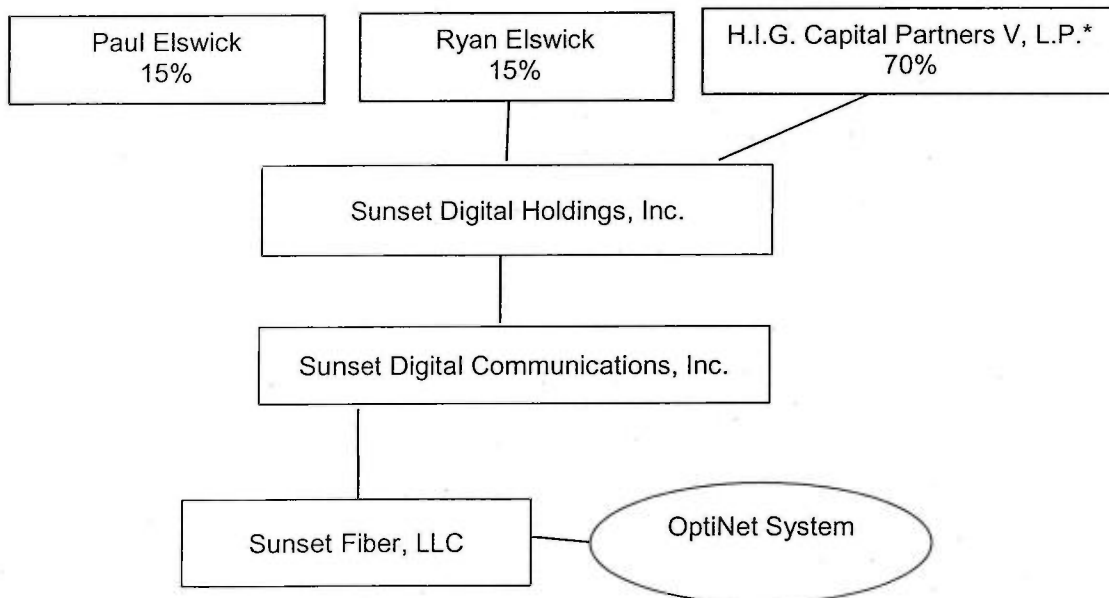 Paul Elswick
15%
Ryan Elswick
15%
H.I.G. Capital Partners V, L.P.*
70%
Sunset Digital Holdings, Inc.
Sunset Digital Communications, Inc.
Sunset Fiber, LLC
OptiNet System